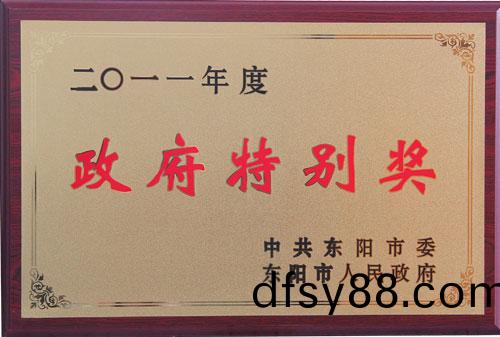 二〇一一年度
政府特别奖
中共东阳市委
东阳市人民政府
dfsy88.com